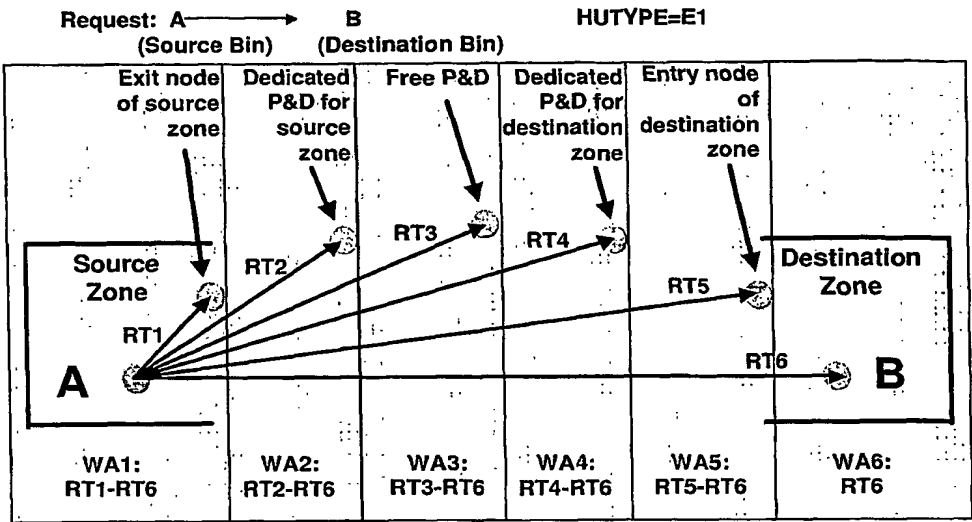 Request: A B HUTYPE=E1
(Source Bin) (Destination Bin)
Exit node
of source
zone
Dedicated
P&D for
source
zone
Free P&D
Dedicated
P&D for
destination
zone
Entry node
of
destination
zone
Source
Zone
Destination
Zone
RT1
RT2
RT3
RT4
RT5
RT6
A
B
WA1:
RT1-RT6
WA2:
RT2-RT6
WA3:
RT3-RT6
WA4:
RT4-RT6
WA5:
RT5-RT6
WA6:
RT6